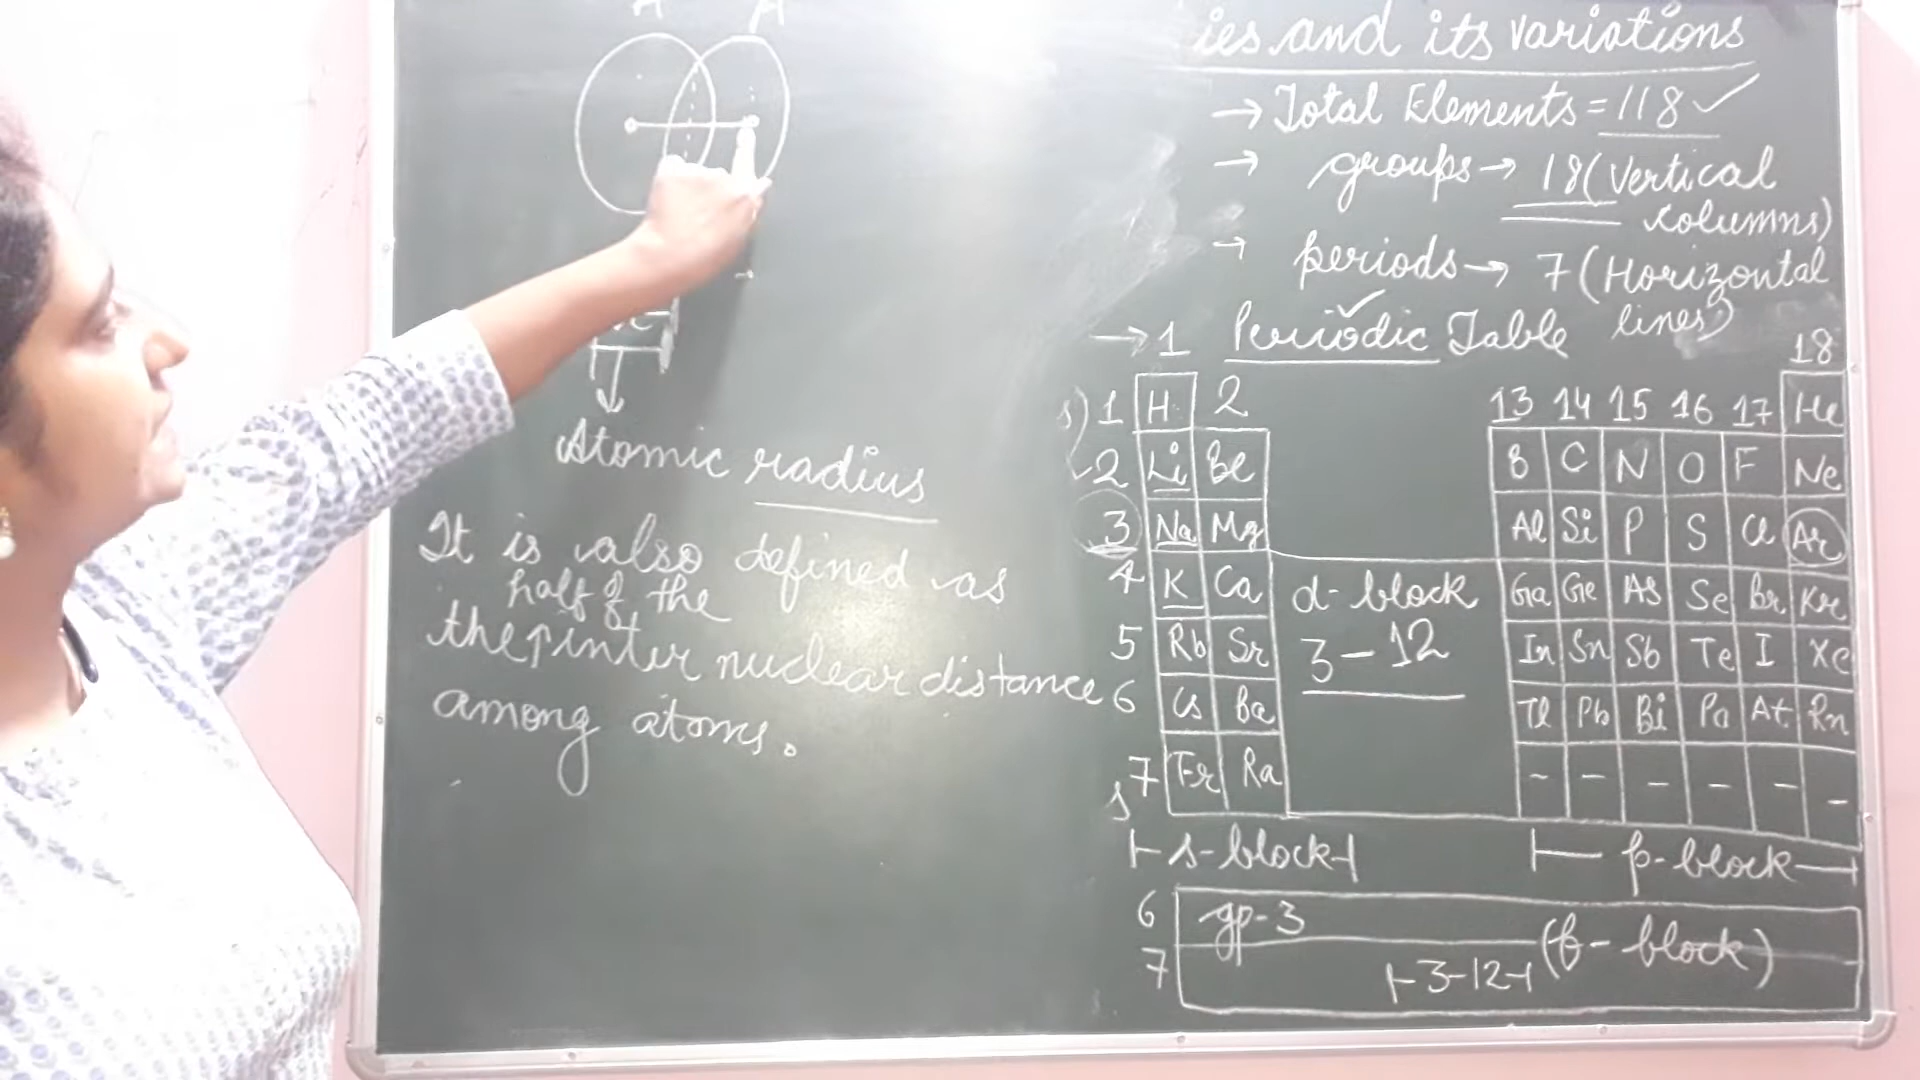 ies and its variations
→ Total Elements = 118 ✓
→ groups → 18 (Vertical
columns)
→ periods → 7 (Horizontal
lines)
Atomic radius
It is also defined as
half of the
the ↑ inter nuclear distance
among atoms.
→ 1 Periodic Table 18
1 H 2 13 14 15 16 17 He
2 Li Be B C N O F Ne
3 Na Mg Al Si P S Cl Ar
4 K Ca d-block Ga Ge As Se Br Kr
5 Rb Sr 3-12 In Sn Sb Te I Xe
6 Cs Ba Tl Pb Bi Po At Rn
7 Fr Ra - - - - - -
s-block p-block
6 gp-3
7 3-12 (f-block)